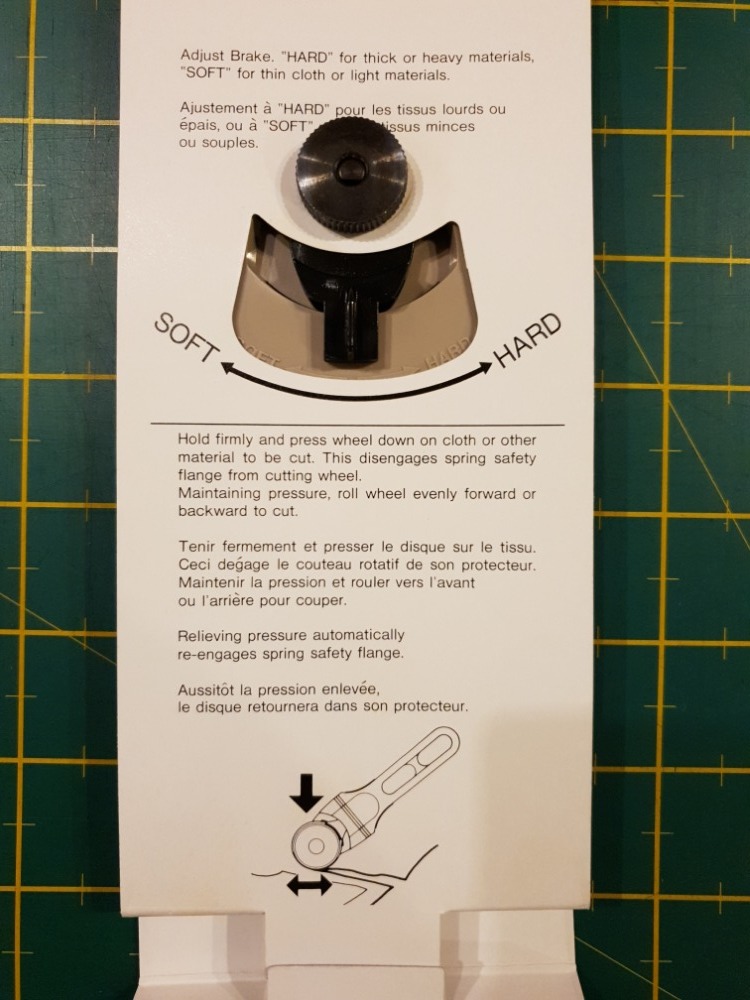 Adjust Brake. "HARD" for thick or heavy materials,
"SOFT" for thin cloth or light materials.
Ajustement à "HARD" pour les tissus lourds ou
épais, ou à "SOFT" tissus minces
ou souples.
SOFT
HARD
HARD
Hold firmly and press wheel down on cloth or other
material to be cut. This disengages spring safety
flange from cutting wheel.
Maintaining pressure, roll wheel evenly forward or
backward to cut.
Tenir fermement et presser le disque sur le tissu.
Ceci deǵage le couteau rotatif de son protecteur.
Maintenir la pression et rouler vers l'avant
ou l'arrière pour couper.
Relieving pressure automatically
re-engages spring safety flange.
Aussitôt la pression enlevée,
le disque retournera dans son protecteur.